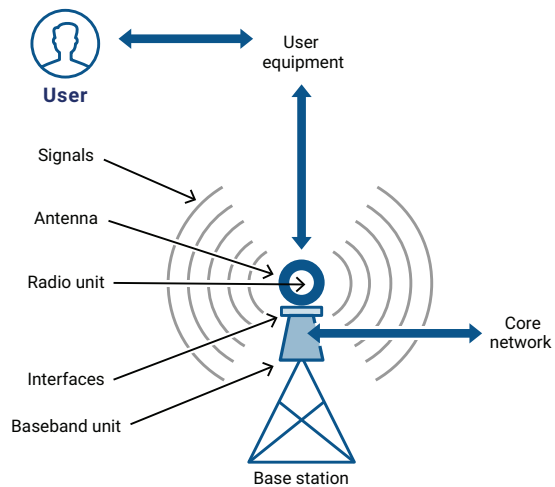 User
equipment
User
Signals
Antenna
Radio unit
Core
network
Interfaces
Baseband unit
Base station